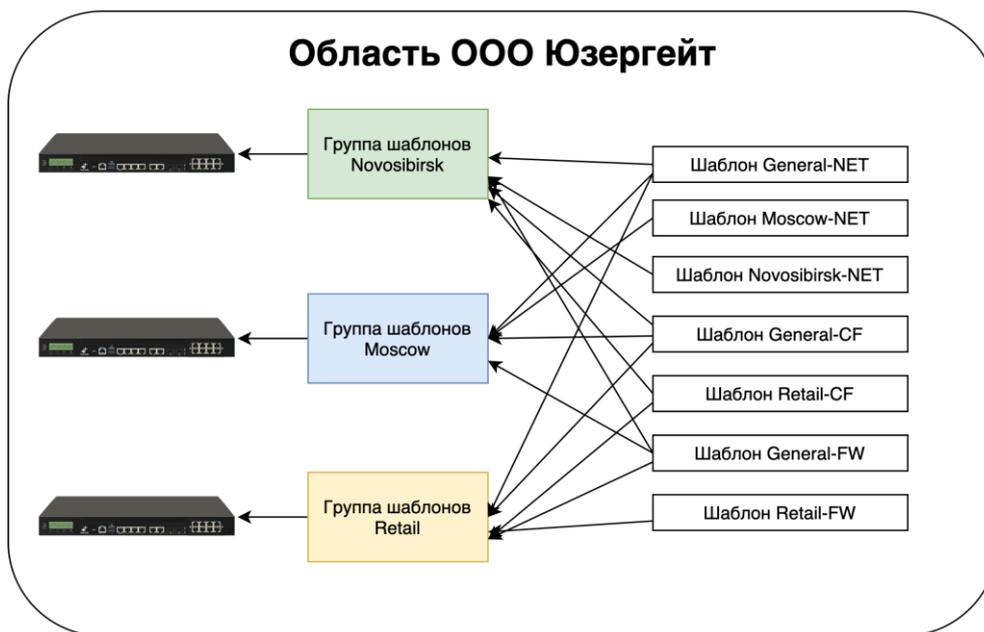 Область ООО Юзергейт
Группа шаблонов
Novosibirsk
Группа шаблонов
Moscow
Группа шаблонов
Retail
Шаблон General-NET
Шаблон Moscow-NET
Шаблон Novosibirsk-NET
Шаблон General-CF
Шаблон Retail-CF
Шаблон General-FW
Шаблон Retail-FW